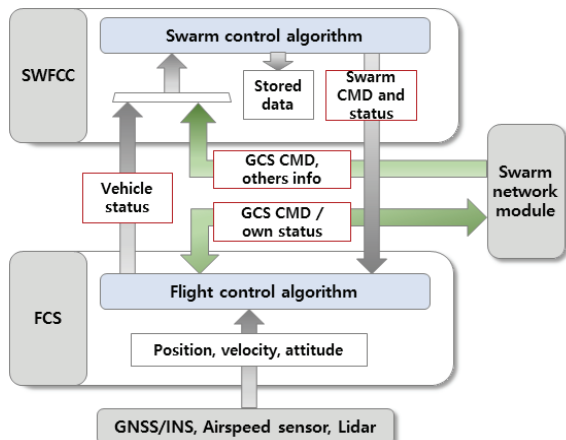 Swarm control algorithm
SWFCC
Stored
data
Swarm
CMD and
status
GCS CMD,
others info
Swarm
network
module
Vehicle
status
GCS CMD /
own status
Flight control algorithm
FCS
Position, velocity, attitude
GNSS/INS, Airspeed sensor, Lidar